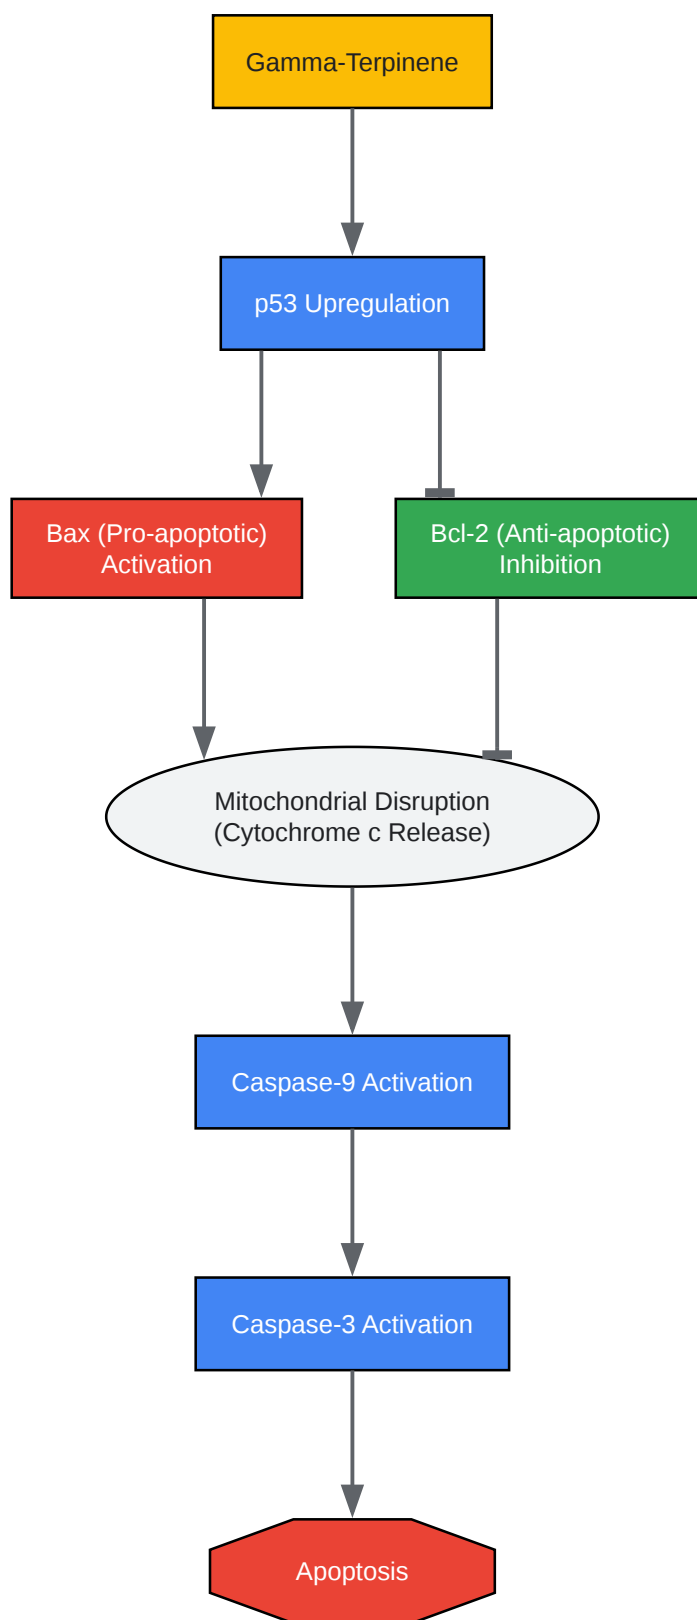 Gamma-Terpinene
p53 Upregulation
Bax (Pro-apoptotic)
Activation
Bcl-2 (Anti-apoptotic)
Inhibition
Mitochondrial Disruption
(Cytochrome c Release)
Caspase-9 Activation
Caspase-3 Activation
Apoptosis